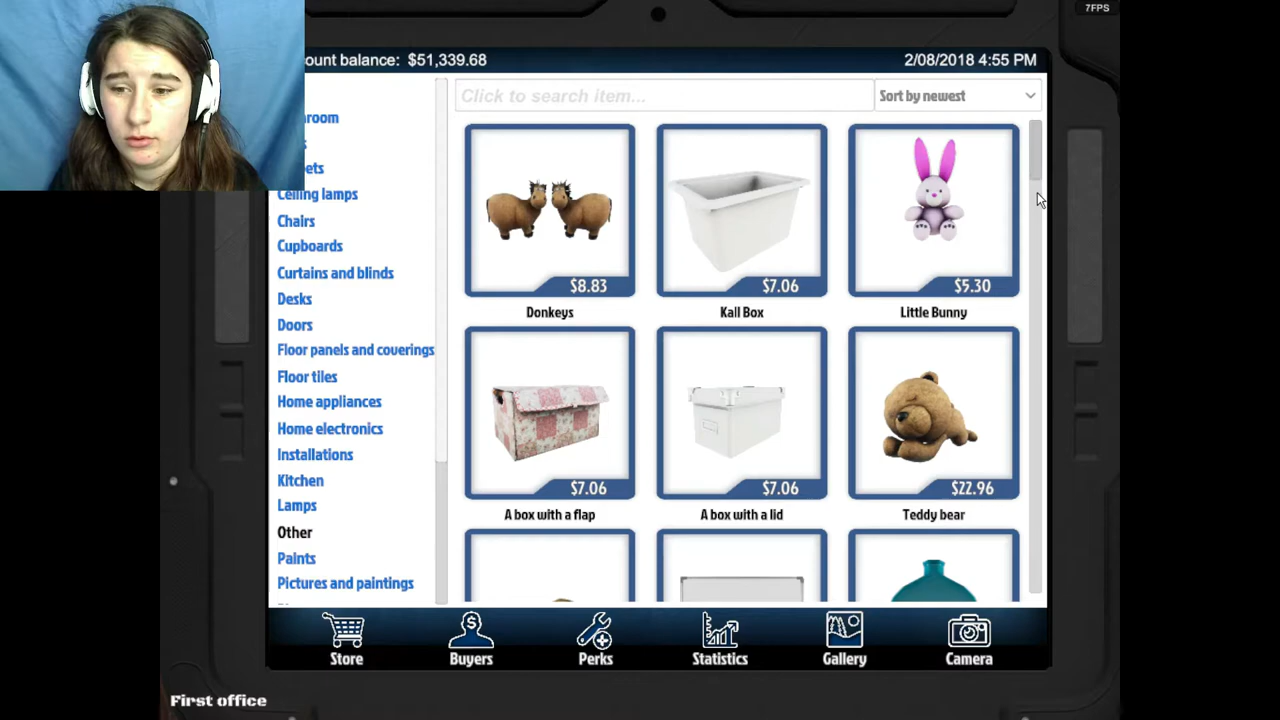 7FPS
ount balance: $51,339.68
2/08/2018 4:55 PM
Click to search item...
Sort by newest
room
ets
Ceiling lamps
Chairs
Cupboards
Curtains and blinds
Desks
Doors
Floor panels and coverings
Floor tiles
Home appliances
Home electronics
Installations
Kitchen
Lamps
Other
Paints
Pictures and paintings
$8.83
$7.06
$5.30
Donkeys
Kall Box
Little Bunny
$7.06
$7.06
$22.96
A box with a flap
A box with a lid
Teddy bear
Store
Buyers
Perks
Statistics
Gallery
Camera
First office